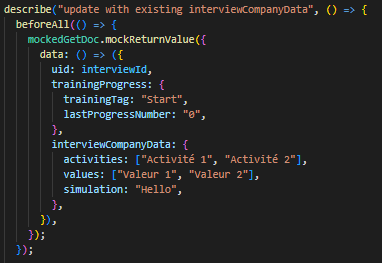 describe("update with existing interviewCompanyData", () => {
  beforeAll(() => {
    mockedGetDoc.mockReturnValue({
      data: () => ({
        uid: interviewId,
        trainingProgress: {
          trainingTag: "Start",
          lastProgressNumber: "0",
        },
        interviewCompanyData: {
          activities: ["Activité 1", "Activité 2"],
          values: ["Valeur 1", "Valeur 2"],
          simulation: "Hello",
        },
      }),
    });
  });